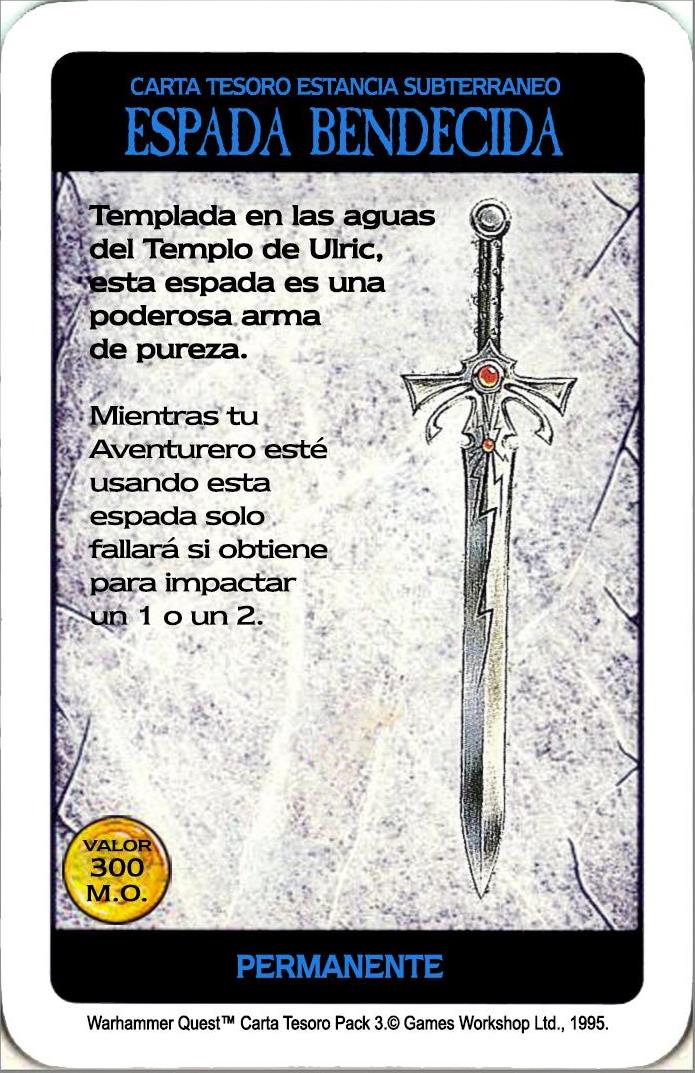 CARTA TESORO ESTANCIA SUBTERRANEO
ESPADA BENDECIDA
Templada en las aguas
del Templo de Ulric,
esta espada es una
poderosa arma
de pureza.
Mientras tu
Aventurero esté
usando esta
espada solo
fallará si obtiene
para impactar
un 1 o un 2.
VALOR
300
M.O.
PERMANENTE
Warhammer Quest™ Carta Tesoro Pack 3.© Games Workshop Ltd., 1995.